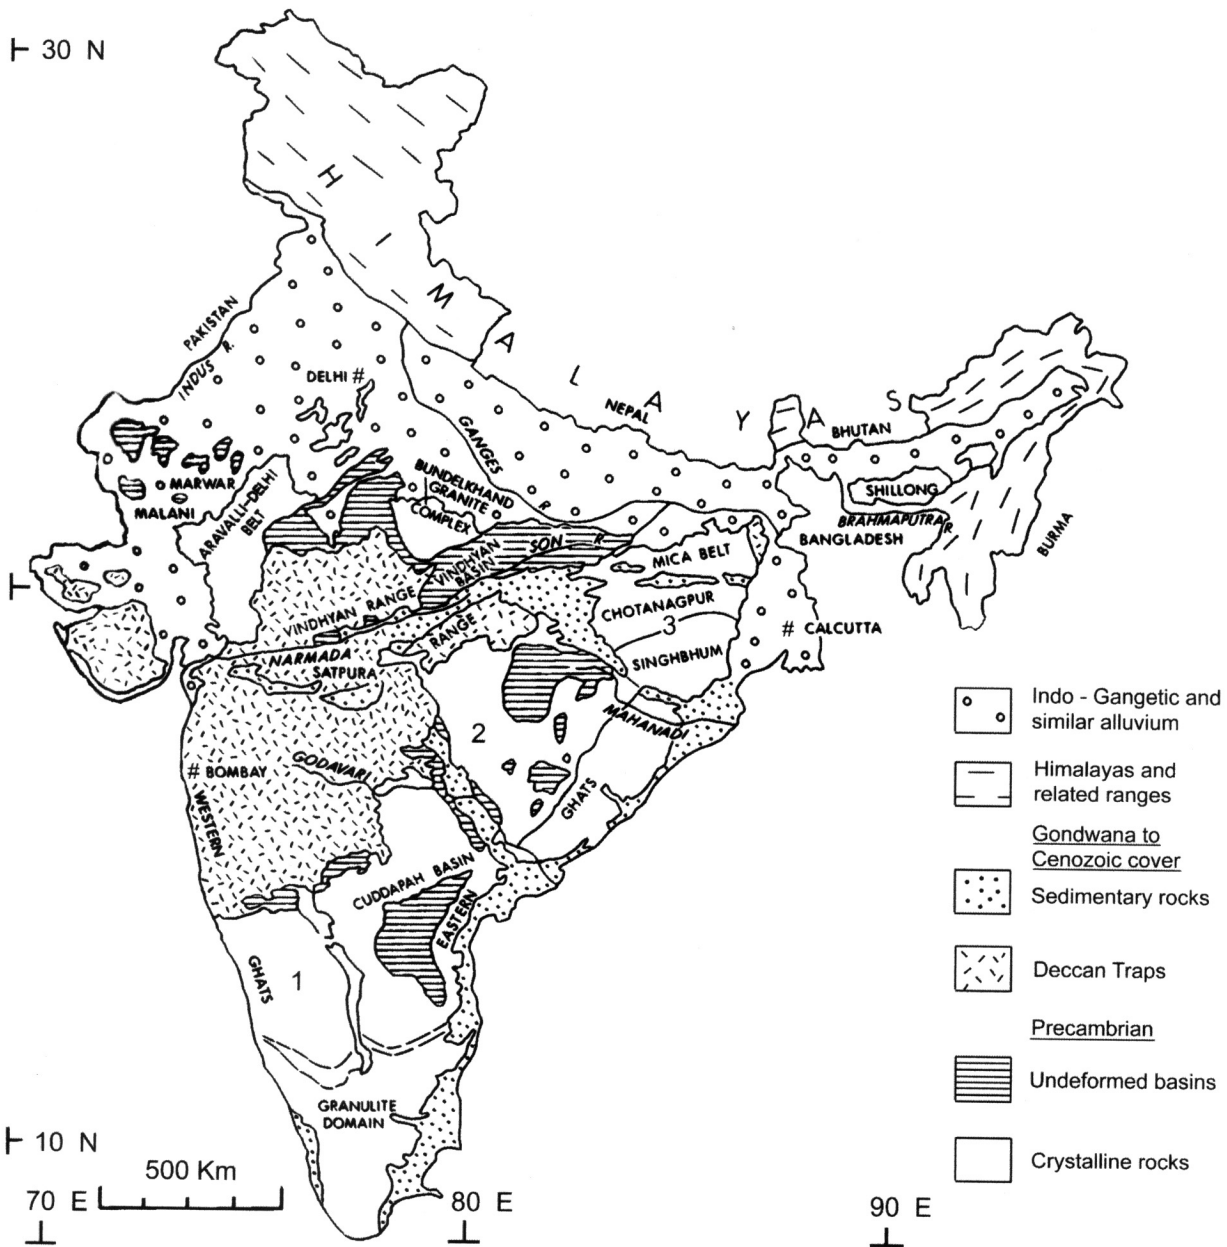 30 N
H
I
M
A
L
A
Y
A
S
PAKISTAN
INDUS R.
DELHI #
NEPAL
BHUTAN
GANGES R
SHILLONG
BRAHMAPUTRA R
BANGLADESH
BURMA
MARWAR
MALANI
ARAVALLI-DELHI
BELT
BUNDELKHAND
GRANITE
COMPLEX
VINDHYAN
BASIN
SON R
MICA BELT
VINDHYAN RANGE
CHOTANAGPUR
3
SINGHBHUM
# CALCUTTA
NARMADA
SATPURA
RANGE
MAHANADI
2
# BOMBAY
GODAVARI
WESTERN
GHATS
EASTERN
GHATS
CUDDAPAH BASIN
1
GRANULITE
DOMAIN
10 N
500 Km
70 E
80 E
90 E
Indo - Gangetic and
similar alluvium
Himalayas and
related ranges
Gondwana to
Cenozoic cover
Sedimentary rocks
Deccan Traps
Precambrian
Undeformed basins
Crystalline rocks